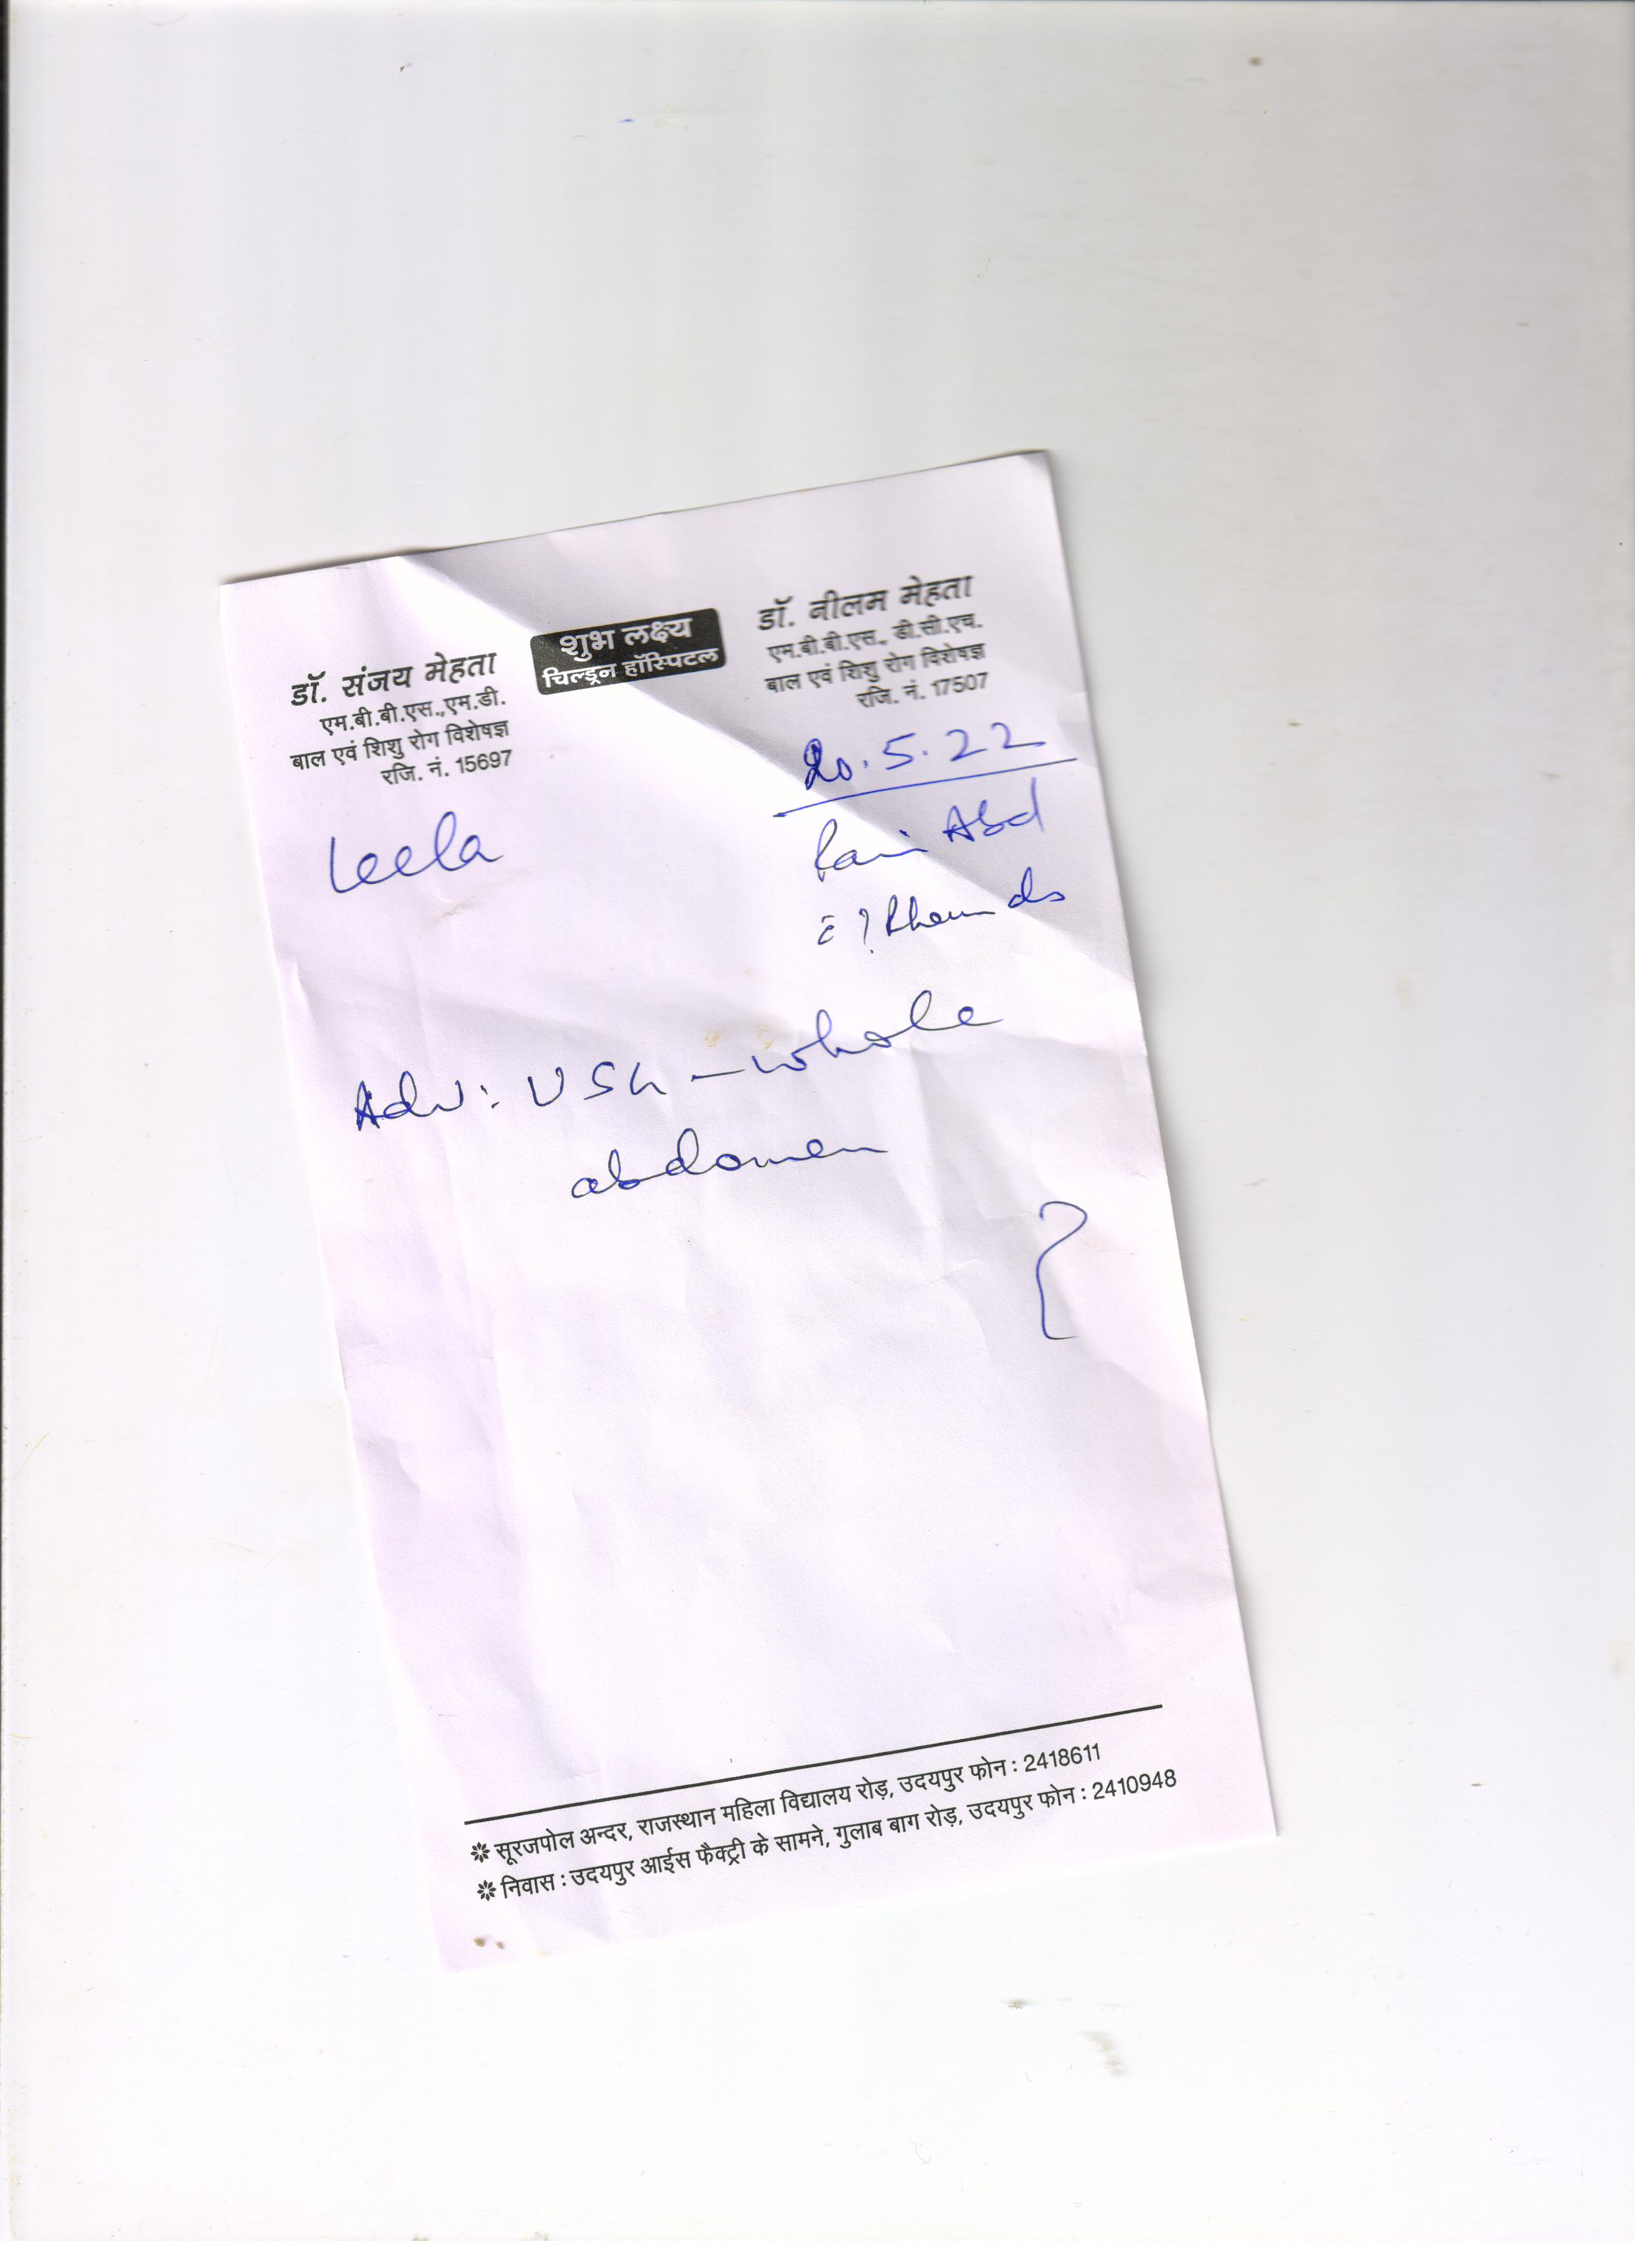 शुभ लक्ष्य
चिल्ड्रन हॉस्पिटल
डॉ. संजय मेहता
एम.बी.बी.एस.,एम.डी.
बाल एवं शिशु रोग विशेषज्ञ
रजि. नं. 15697
डॉ. नीलम मेहता
एम.बी.बी.एस., डी.सी.एच.
बाल एवं शिशु रोग विशेषज्ञ
रजि. नं. 17507
20.5.22
Leela
Pain Abd
c̄ ? Rheum ds
Adv: USG - whole
abdomen
❋ सूरजपोल अन्दर, राजस्थान महिला विद्यालय रोड़, उदयपुर फोन : 2418611
❋ निवास : उदयपुर आईस फैक्ट्री के सामने, गुलाब बाग रोड़, उदयपुर फोन : 2410948